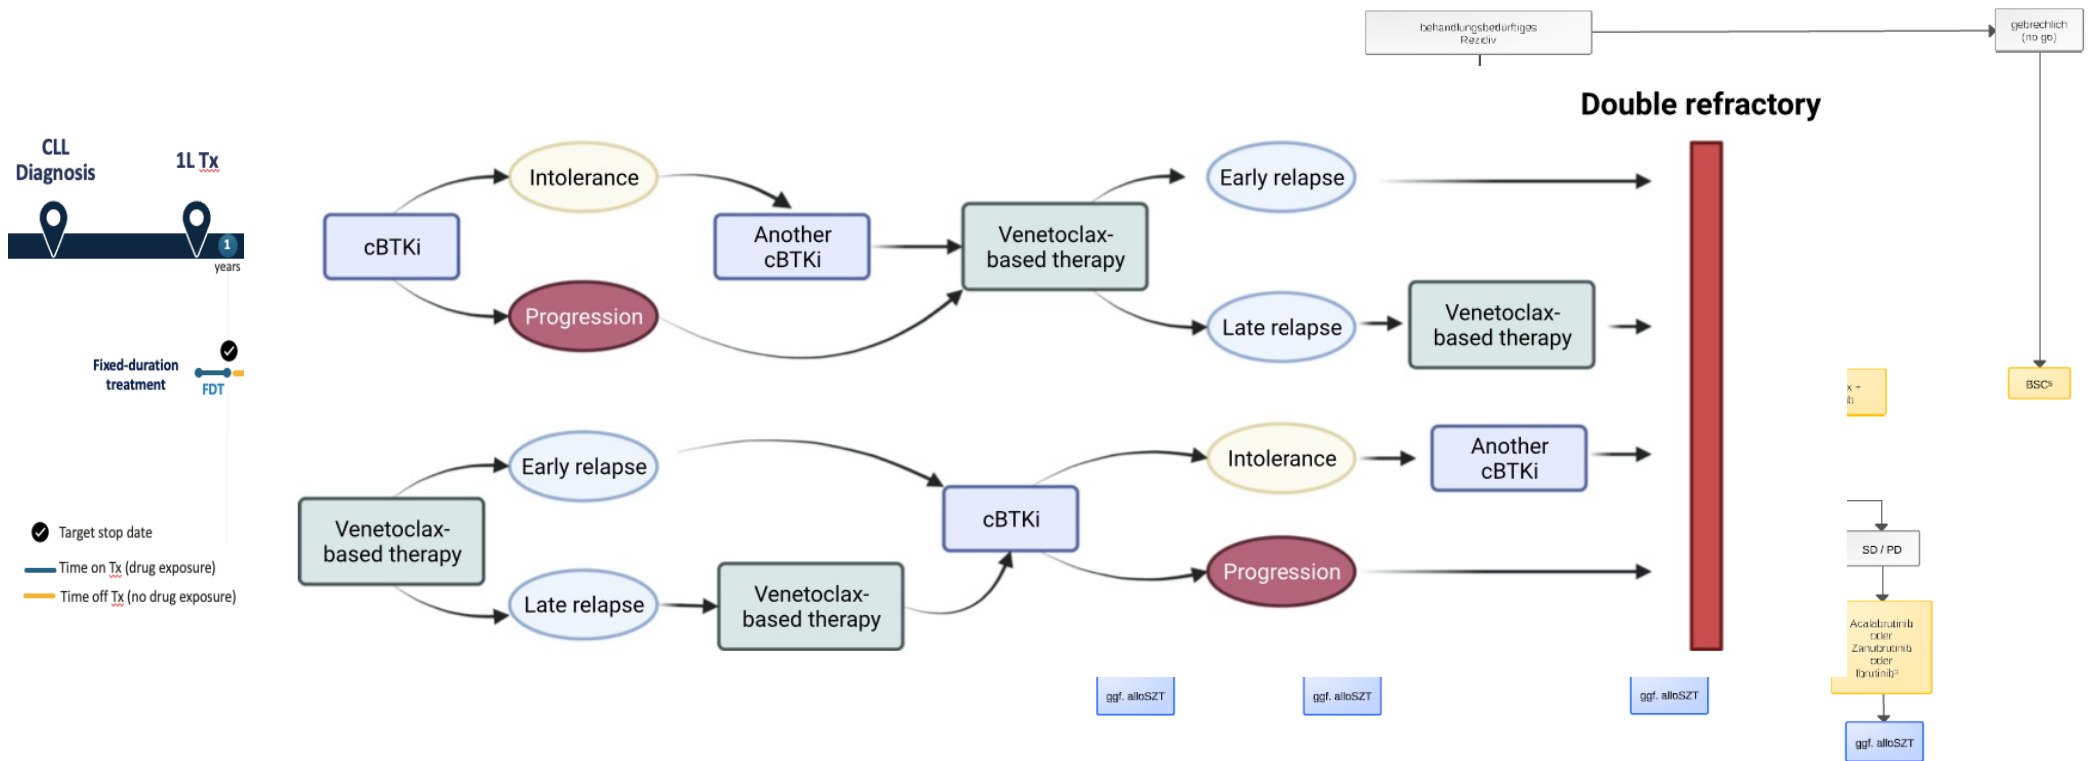 behandlungsbedürftiges
Rezidiv
gebrechlich
(no go)
Double refractory
CLL
Diagnosis
1L Tx
1
years
Fixed-duration
treatment
FDT
Target stop date
Time on Tx (drug exposure)
Time off Tx (no drug exposure)
cBTKi
Intolerance
Progression
Another
cBTKi
Venetoclax-
based therapy
Early relapse
Late relapse
Venetoclax-
based therapy
Venetoclax-
based therapy
Early relapse
Late relapse
Venetoclax-
based therapy
cBTKi
Intolerance
Progression
Another
cBTKi
x +
ib
BSC⁵
SD / PD
Acalabrutinib
oder
Zanubrutinib
oder
Ibrutinib³
ggf. alloSZT
ggf. alloSZT
ggf. alloSZT
ggf. alloSZT